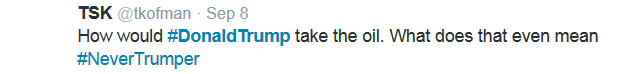 TSK @tkofman · Sep 8
How would #DonaldTrump take the oil. What does that even mean
#NeverTrumper